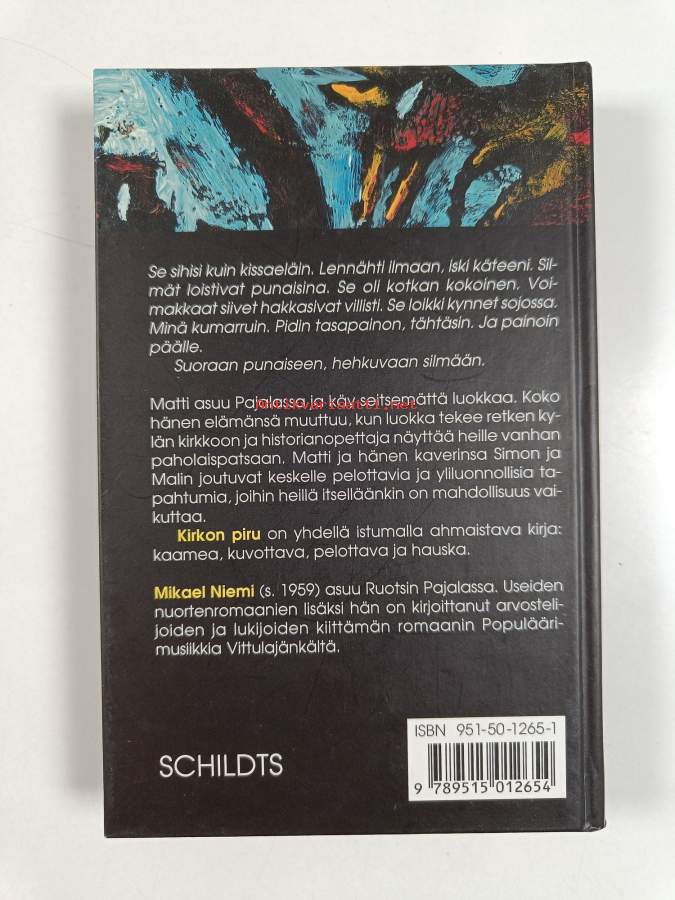 Se sihisi kuin kissaeläin. Lennähti ilmaan, iski käteeni. Sil-
mät loistivat punaisina. Se oli kotkan kokoinen. Voi-
makkaat siivet hakkasivat villisti. Se loikki kynnet sojossa.
Minä kumarruin. Pidin tasapainon, tähtäsin. Ja painoin
päälle.
Suoraan punaiseen, hehkuvaan silmään.
Matti asuu Pajalassa ja käy seitsemättä luokkaa. Koko
Antikvariaatti.net
hänen elämänsä muuttuu, kun luokka tekee retken ky-
län kirkkoon ja historianopettaja näyttää heille vanhan
paholaispatsaan. Matti ja hänen kaverinsa Simon ja
Malin joutuvat keskelle pelottavia ja yliluonnollisia ta-
pahtumia, joihin heillä itselläänkin on mahdollisuus vai-
kuttaa.
Kirkon piru on yhdellä istumalla ahmaistava kirja:
kaamea, kuvottava, pelottava ja hauska.
Mikael Niemi (s. 1959) asuu Ruotsin Pajalassa. Useiden
nuortenromaanien lisäksi hän on kirjoittanut arvosteli-
joiden ja lukijoiden kiittämän romaanin Populääri-
musiikkia Vittulajänkältä.
ISBN 951-50-1265-1
SCHILDTS
9 789515 012654